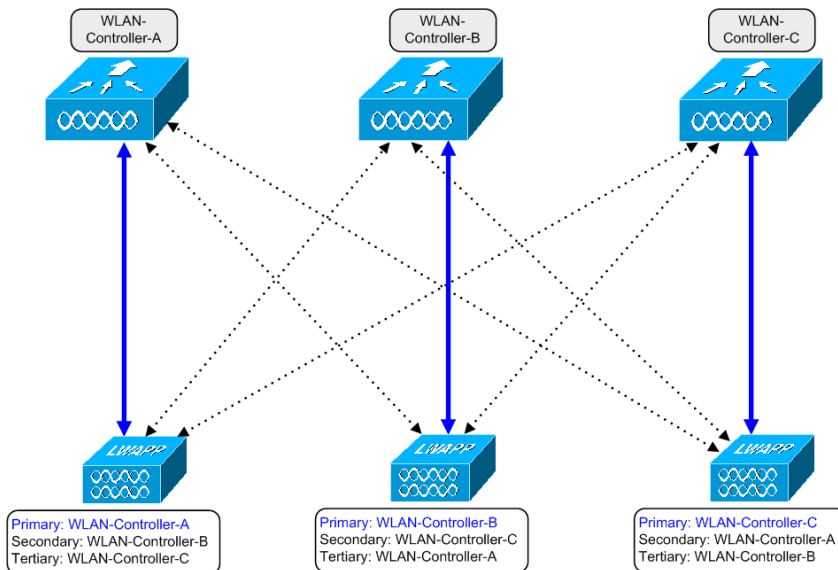 WLAN-
Controller-A
WLAN-
Controller-B
WLAN-
Controller-C
LWAPP
LWAPP
LWAPP
Primary: WLAN-Controller-A
Secondary: WLAN-Controller-B
Tertiary: WLAN-Controller-C
Primary: WLAN-Controller-B
Secondary: WLAN-Controller-C
Tertiary: WLAN-Controller-A
Primary: WLAN-Controller-C
Secondary: WLAN-Controller-A
Tertiary: WLAN-Controller-B